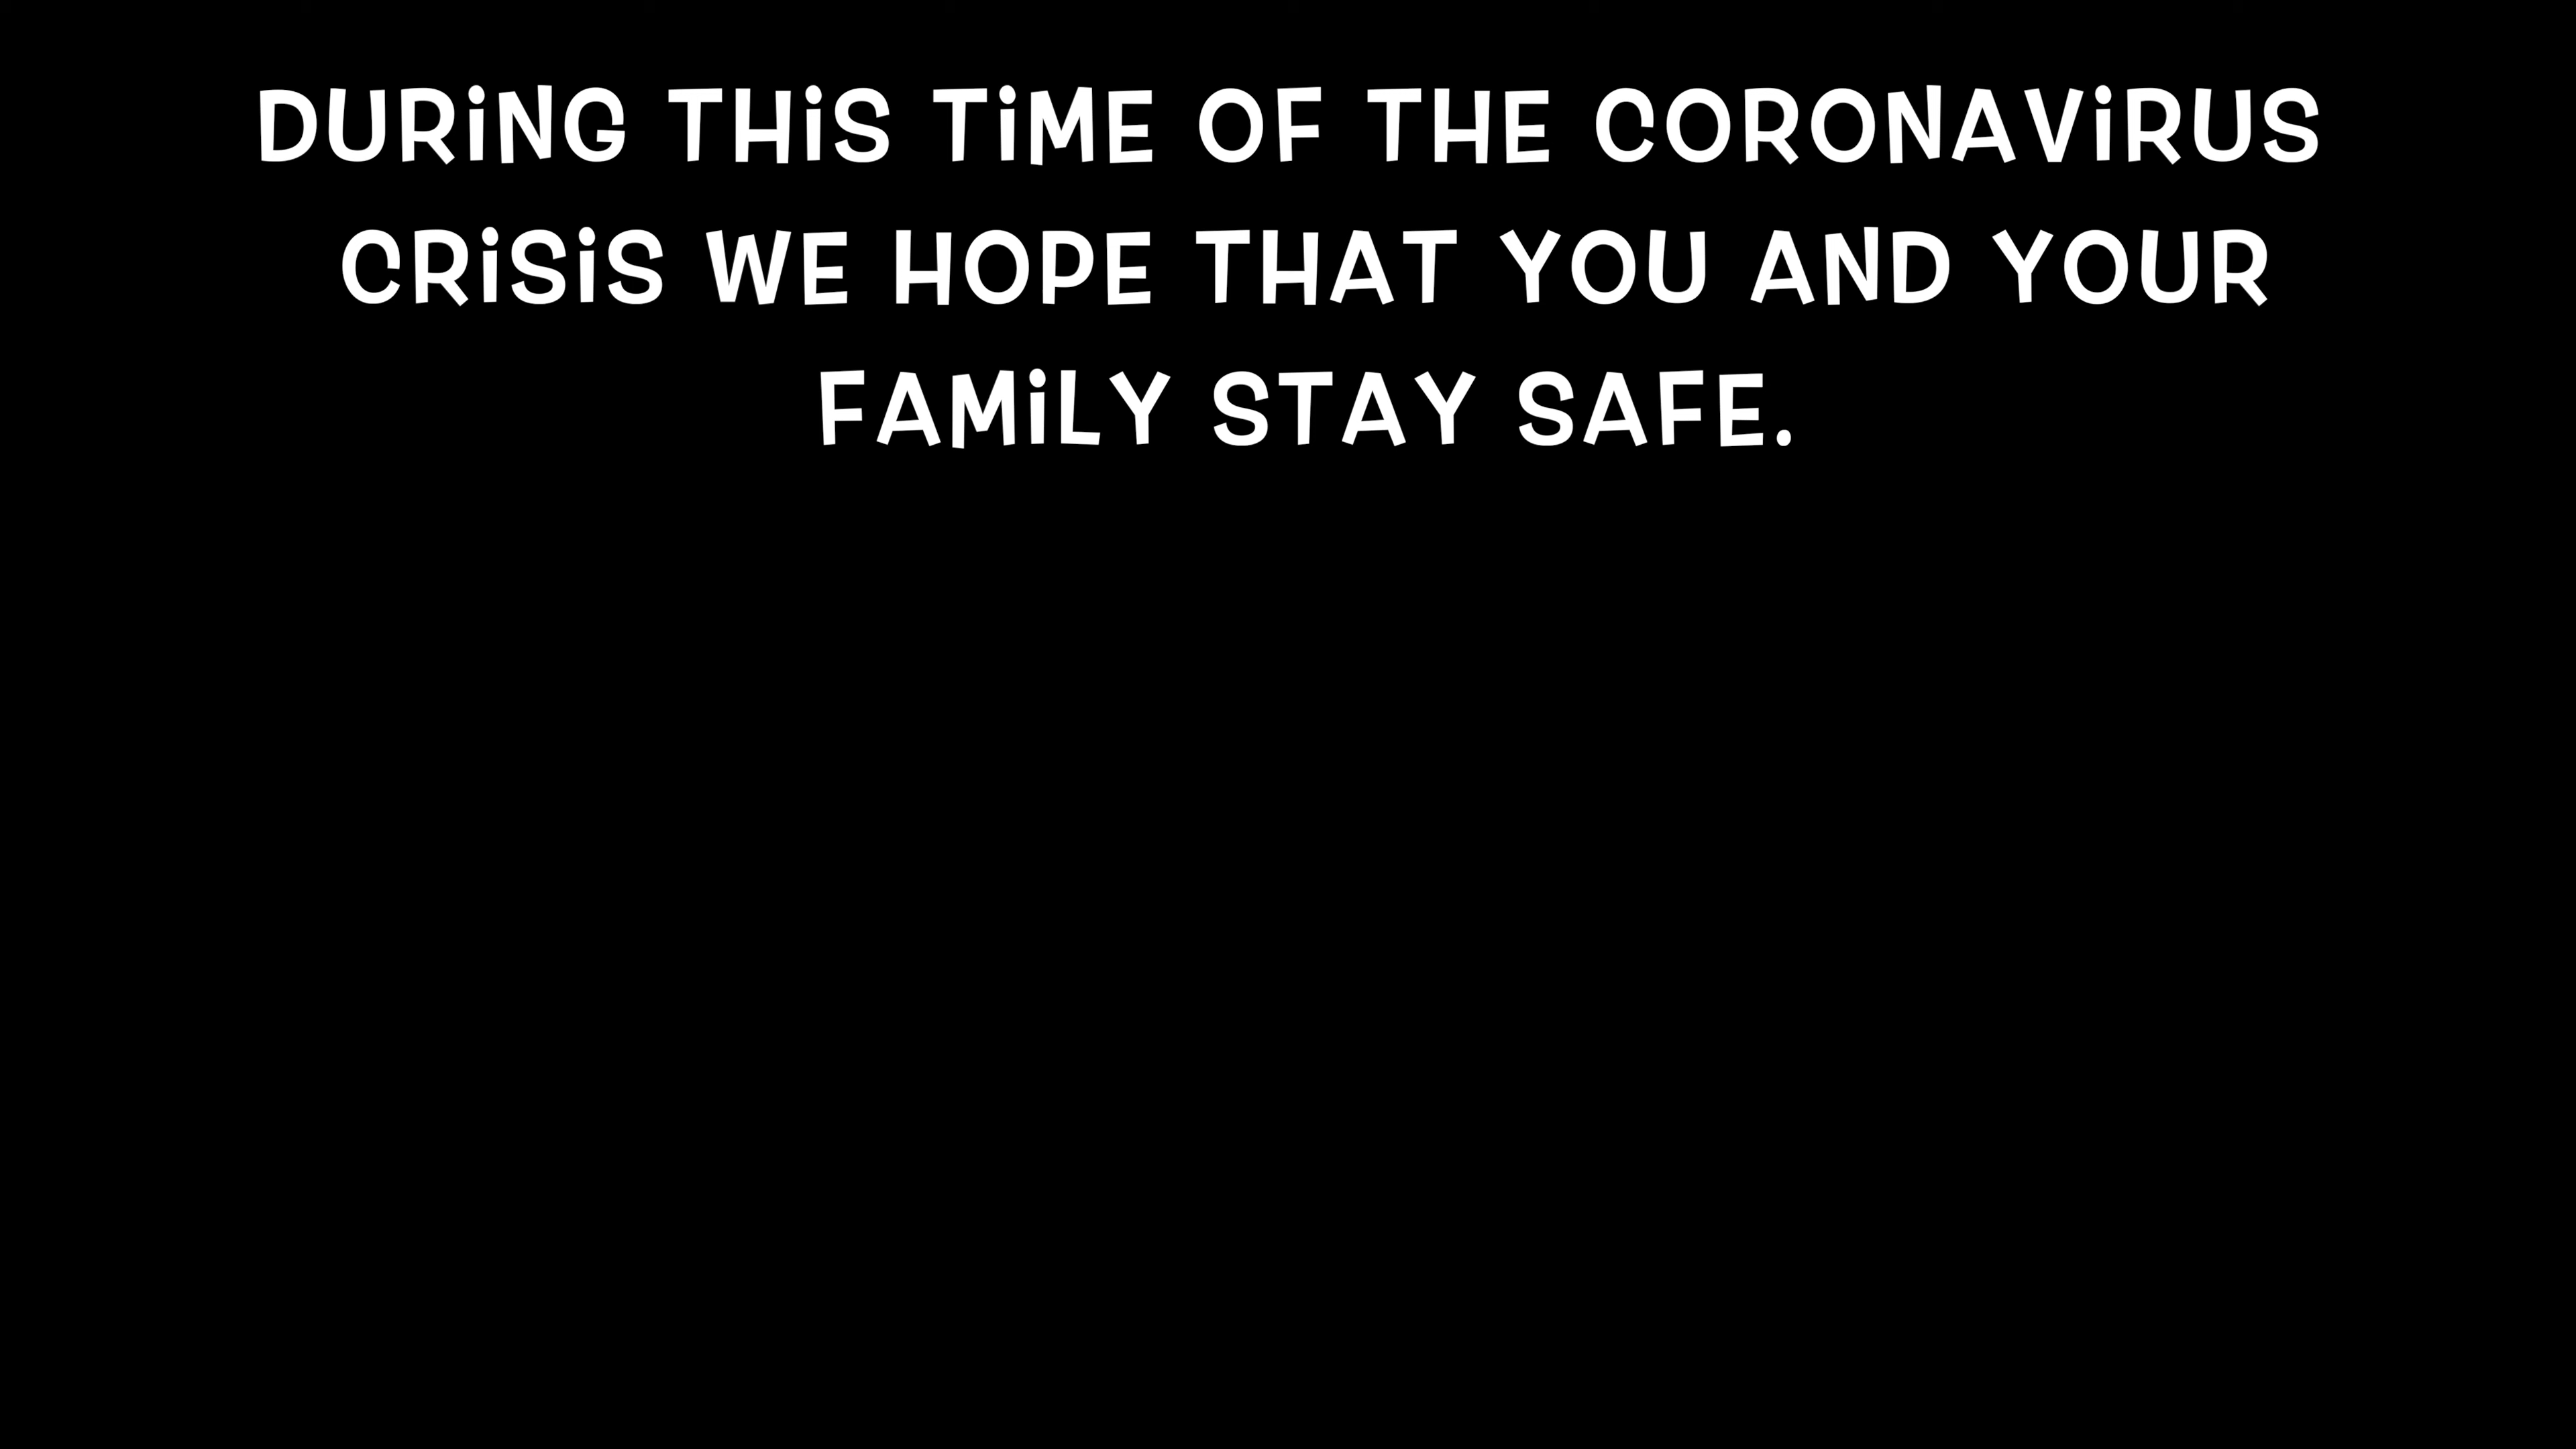 DURiNG THiS TiME OF THE CORONAViRUS
CRiSiS WE HOPE THAT YOU AND YOUR
FAMiLY STAY SAFE.